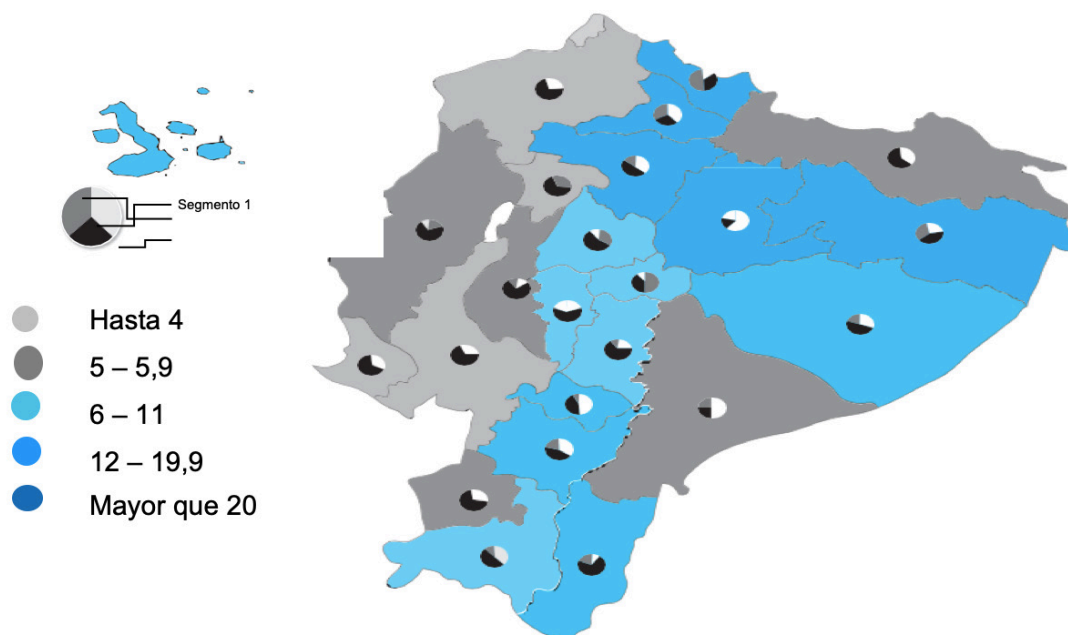 Segmento 1
Hasta 4
5 – 5,9
6 – 11
12 – 19,9
Mayor que 20